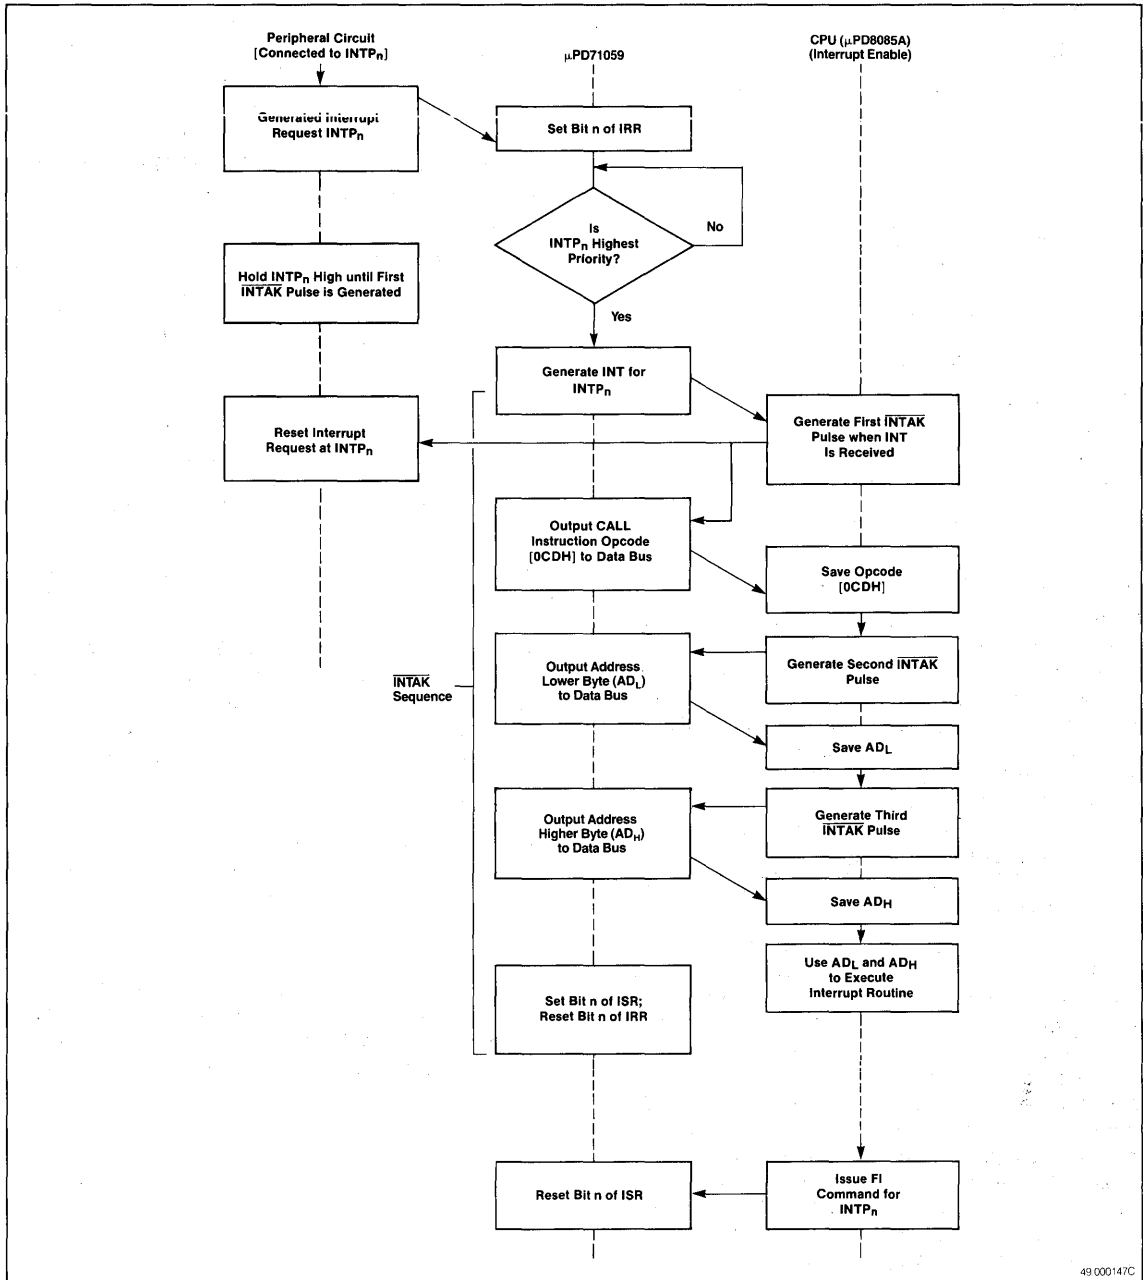 Peripheral Circuit
[Connected to INTPn]
μPD71059
CPU (μPD8085A)
(Interrupt Enable)
Generated Interrupt
Request INTPn
Set Bit n of IRR
Is
INTPn Highest
Priority?
No
Yes
Hold INTPn High until First
INTAK Pulse is Generated
Generate INT for
INTPn
Reset Interrupt
Request at INTPn
Generate First INTAK
Pulse when INT
Is Received
Output CALL
Instruction Opcode
[0CDH] to Data Bus
Save Opcode
[0CDH]
INTAK
Sequence
Output Address
Lower Byte (ADL)
to Data Bus
Generate Second INTAK
Pulse
Save ADL
Output Address
Higher Byte (ADH)
to Data Bus
Generate Third
INTAK Pulse
Save ADH
Use ADL and ADH
to Execute
Interrupt Routine
Set Bit n of ISR;
Reset Bit n of IRR
Reset Bit n of ISR
Issue FI
Command for
INTPn
49 000147C